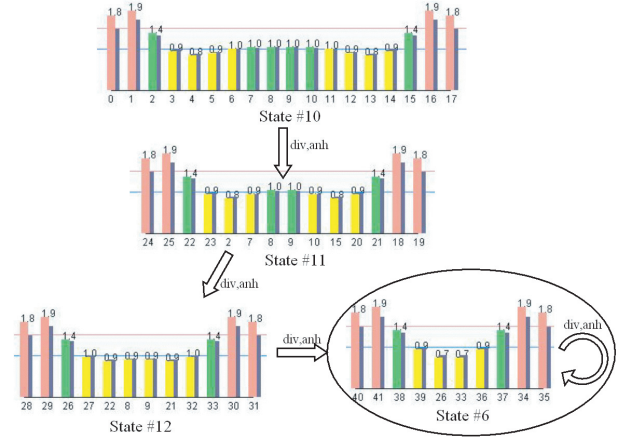 1.8 1.9 1.4 0.9 0.8 0.9 1.0 1.0 1.0 1.0 1.0 1.0 0.9 0.8 0.9 1.4 1.9 1.8
0 1 2 3 4 5 6 7 8 9 10 11 12 13 14 15 16 17
State #10
div,anh
1.8 1.9 1.4 0.9 0.8 0.9 1.0 1.0 0.9 0.8 0.9 1.4 1.9 1.8
24 25 22 23 2 7 8 9 10 15 20 21 18 19
State #11
div,anh
1.8 1.9 1.4 1.0 0.9 0.9 0.9 0.9 1.0 1.4 1.9 1.8
28 29 26 27 22 8 9 21 32 33 30 31
State #12
div,anh
1.8 1.9 1.4 0.9 0.7 0.7 0.9 1.4 1.9 1.8
40 41 38 39 26 33 36 37 34 35
State #6
div,anh